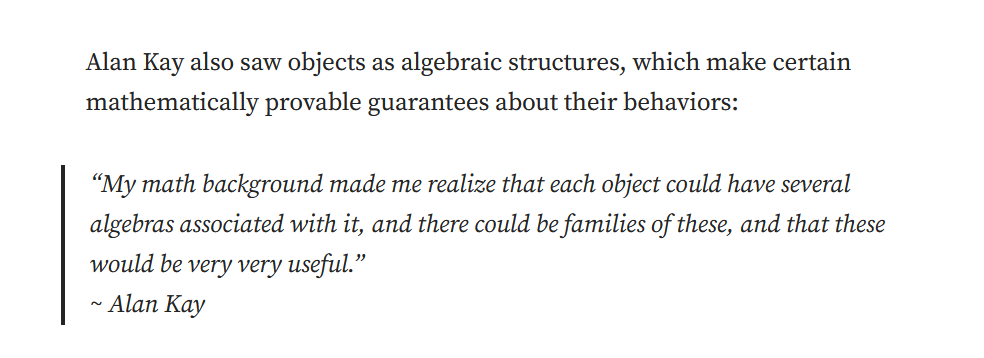 Alan Kay also saw objects as algebraic structures, which make certain
mathematically provable guarantees about their behaviors:
“My math background made me realize that each object could have several
algebras associated with it, and there could be families of these, and that these
would be very very useful.”
~ Alan Kay